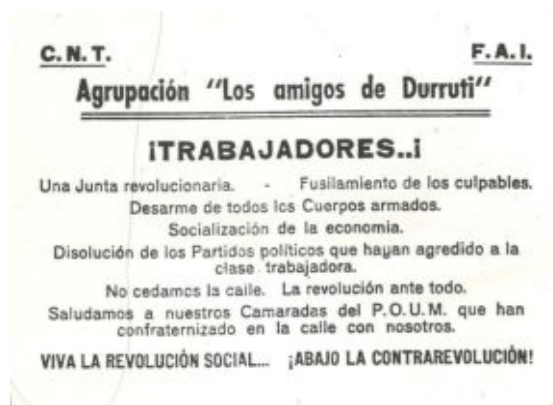 C. N. T. F. A. I.
Agrupación "Los amigos de Durruti"
¡TRABAJADORES..¡
Una Junta revolucionaria. - Fusilamiento de los culpables.
Desarme de todos los Cuerpos armados.
Socialización de la economia.
Disolución de los Partidos políticos que hayan agredido a la
clase trabajadora.
No cedamos la calle. La revolución ante todo.
Saludamos a nuestros Camaradas del P.O.U.M. que han
confraternizado en la calle con nosotros.
VIVA LA REVOLUCIÓN SOCIAL... ¡ABAJO LA CONTRAREVOLUCIÓN!